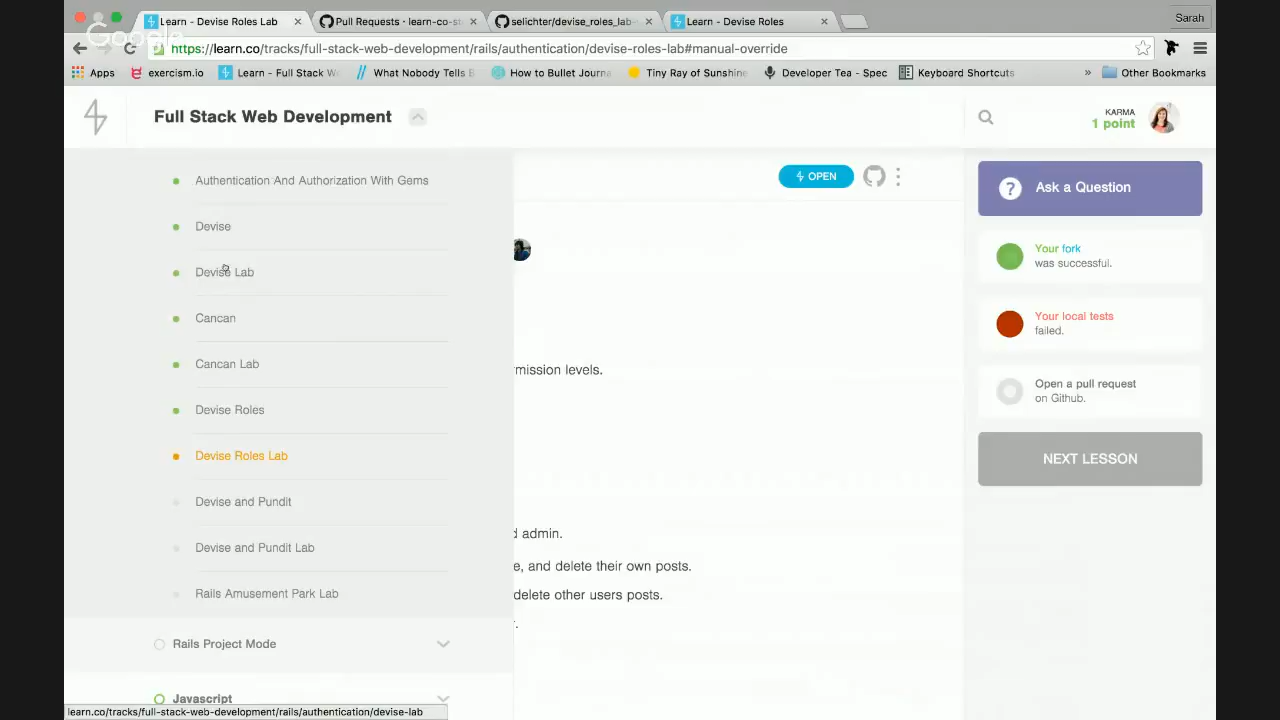 Learn - Devise Roles Lab
Pull Requests · learn-co-st
selichter/devise_roles_lab-
Learn - Devise Roles
Sarah
Google
https://learn.co/tracks/full-stack-web-development/rails/authentication/devise-roles-lab#manual-override
Apps
exercism.io
Learn - Full Stack W
What Nobody Tells
How to Bullet Journa
Tiny Ray of Sunshine
Developer Tea - Spec
Keyboard Shortcuts
»
Other Bookmarks
Full Stack Web Development
KARMA
1 point
Authentication And Authorization With Gems
OPEN
? Ask a Question
Devise
Your fork
was successful.
Devise Lab
Cancan
Your local tests
failed.
Cancan Lab
mission levels.
Open a pull request
on Github.
Devise Roles
Devise Roles Lab
NEXT LESSON
Devise and Pundit
d admin.
Devise and Pundit Lab
e, and delete their own posts.
Rails Amusement Park Lab
delete other users posts.
Rails Project Mode
Javascript
learn.co/tracks/full-stack-web-development/rails/authentication/devise-lab